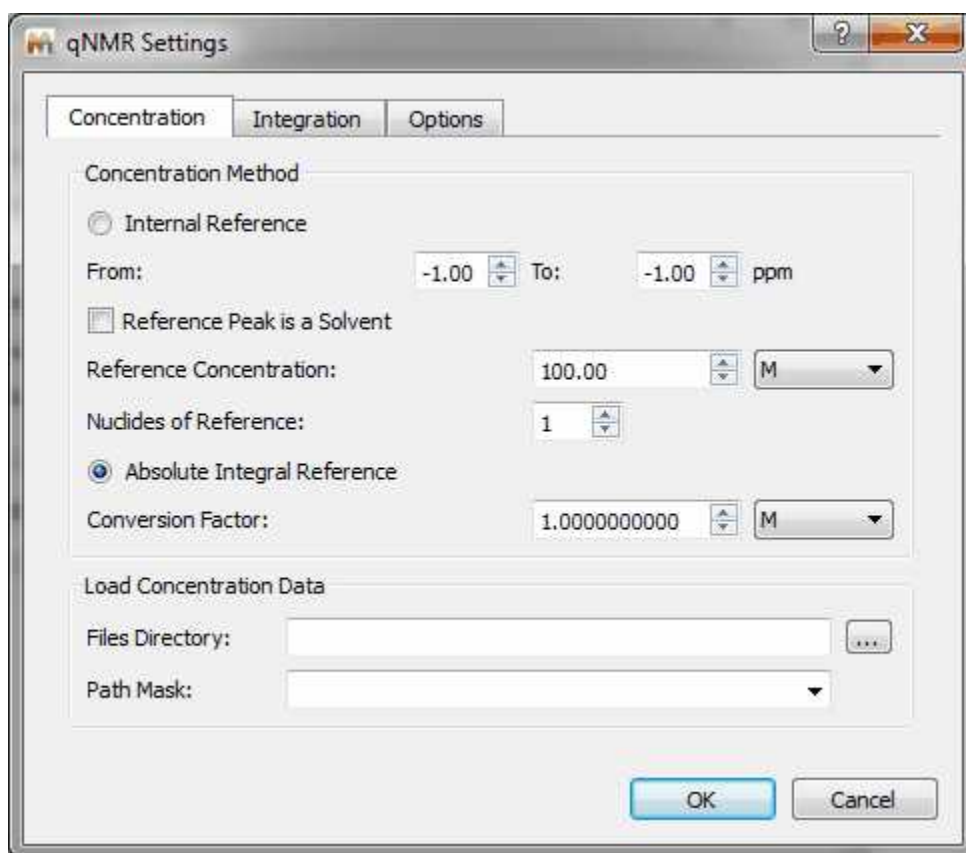 qNMR Settings
Concentration Integration Options
Concentration Method
Internal Reference
From: -1.00 To: -1.00 ppm
Reference Peak is a Solvent
Reference Concentration: 100.00 M
Nuclides of Reference: 1
Absolute Integral Reference
Conversion Factor: 1.0000000000 M
Load Concentration Data
Files Directory: ...
Path Mask:
OK Cancel